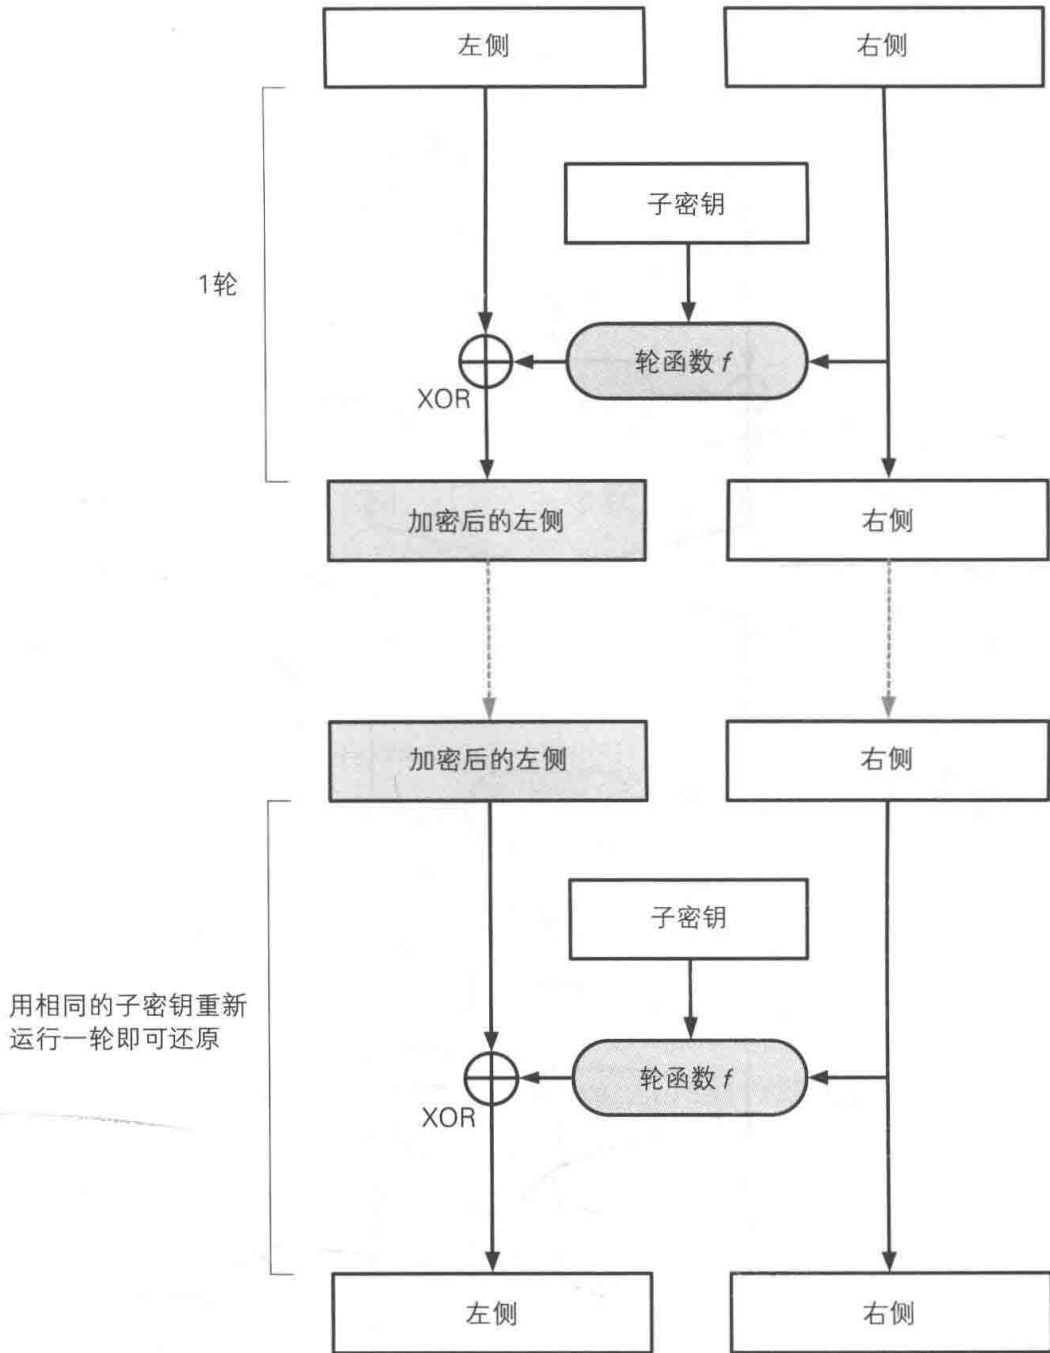 左侧
右侧
子密钥
1轮
轮函数 f
XOR
加密后的左侧
右侧
加密后的左侧
右侧
子密钥
用相同的子密钥重新
运行一轮即可还原
轮函数 f
XOR
左侧
右侧